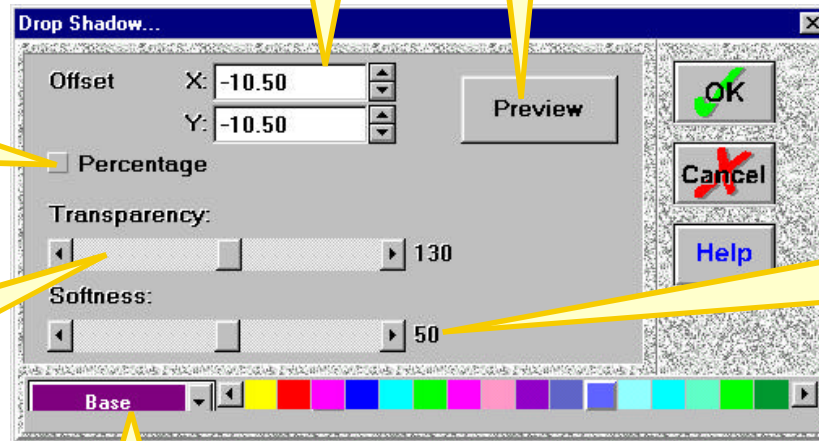 Drop Shadow...
Offset X: -10.50
Y: -10.50
Preview
OK
Percentage
Cancel
Transparency:
130
Help
Softness:
50
Base